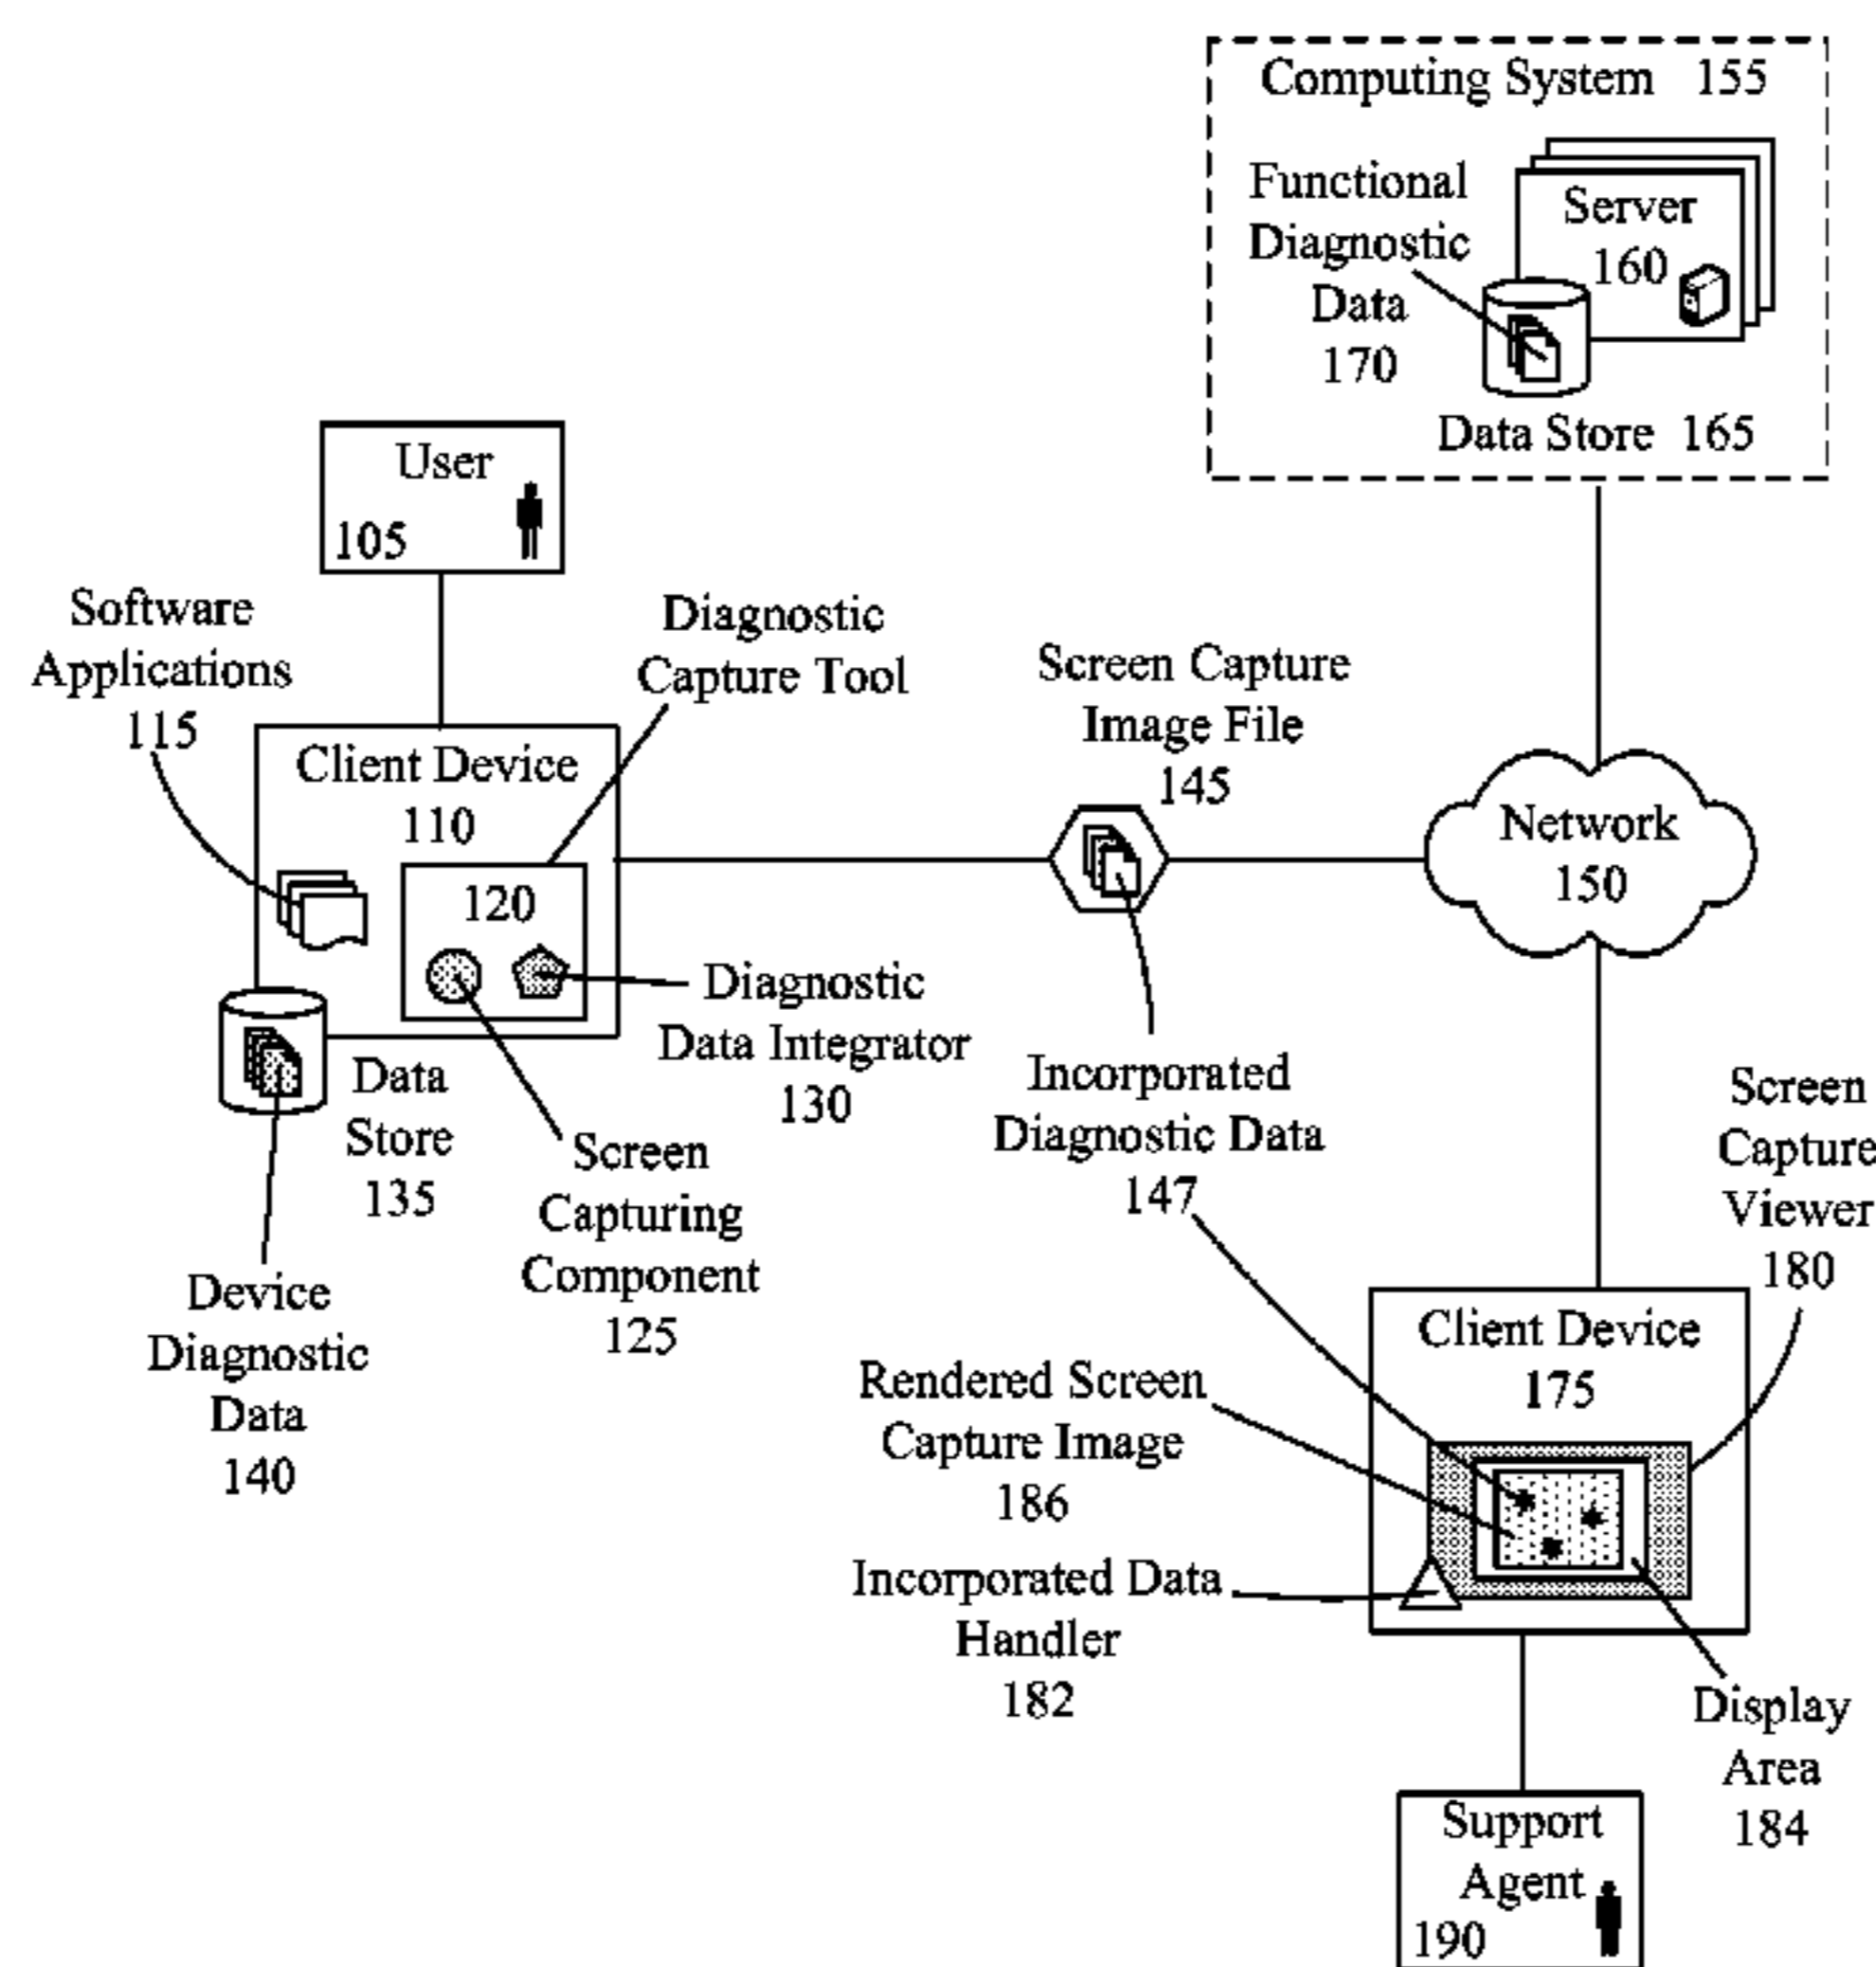 Computing System 155
Functional
Diagnostic
Data
170
Server
160
Data Store 165
User
105
Software
Applications
115
Diagnostic
Capture Tool
Client Device
110
120
Screen Capture
Image File
145
Network
150
Diagnostic
Data Integrator
130
Data
Store
135
Screen
Capturing
Component
125
Device
Diagnostic
Data
140
Incorporated
Diagnostic Data
147
Screen
Capture
Viewer
180
Client Device
175
Rendered Screen
Capture Image
186
Incorporated Data
Handler
182
Display
Area
184
Support
Agent
190